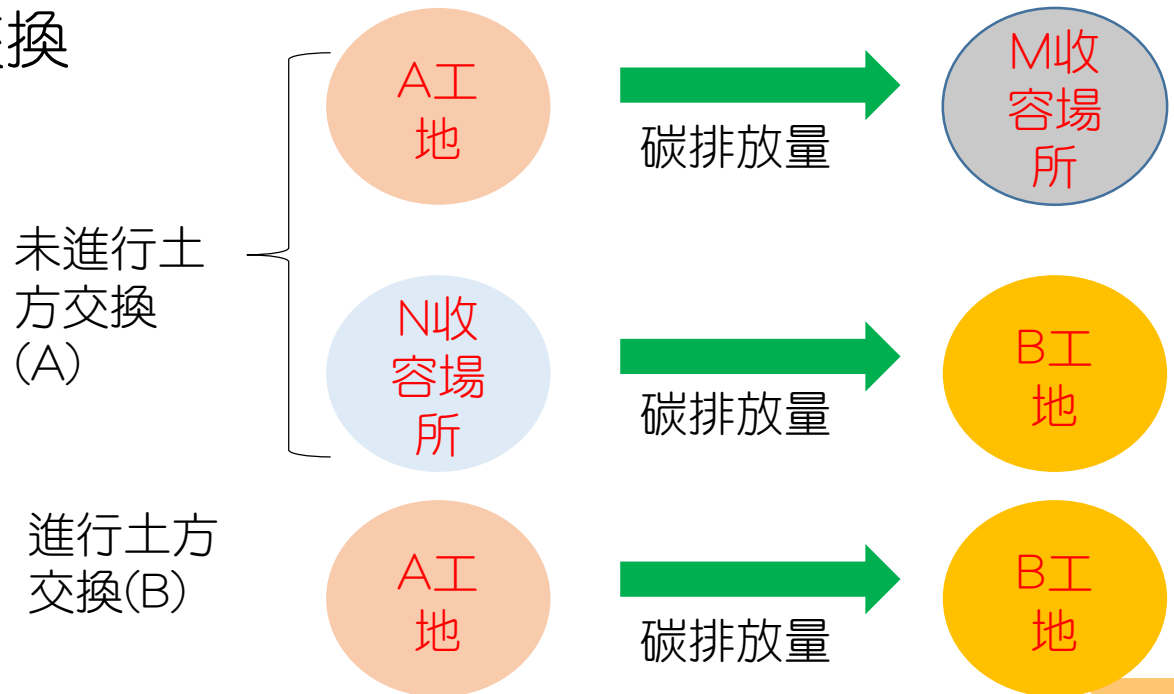 換
A工
地
碳排放量
M收
容場
所
未進行土
方交換
(A)
N收
容場
所
碳排放量
B工
地
進行土方
交換(B)
A工
地
碳排放量
B工
地